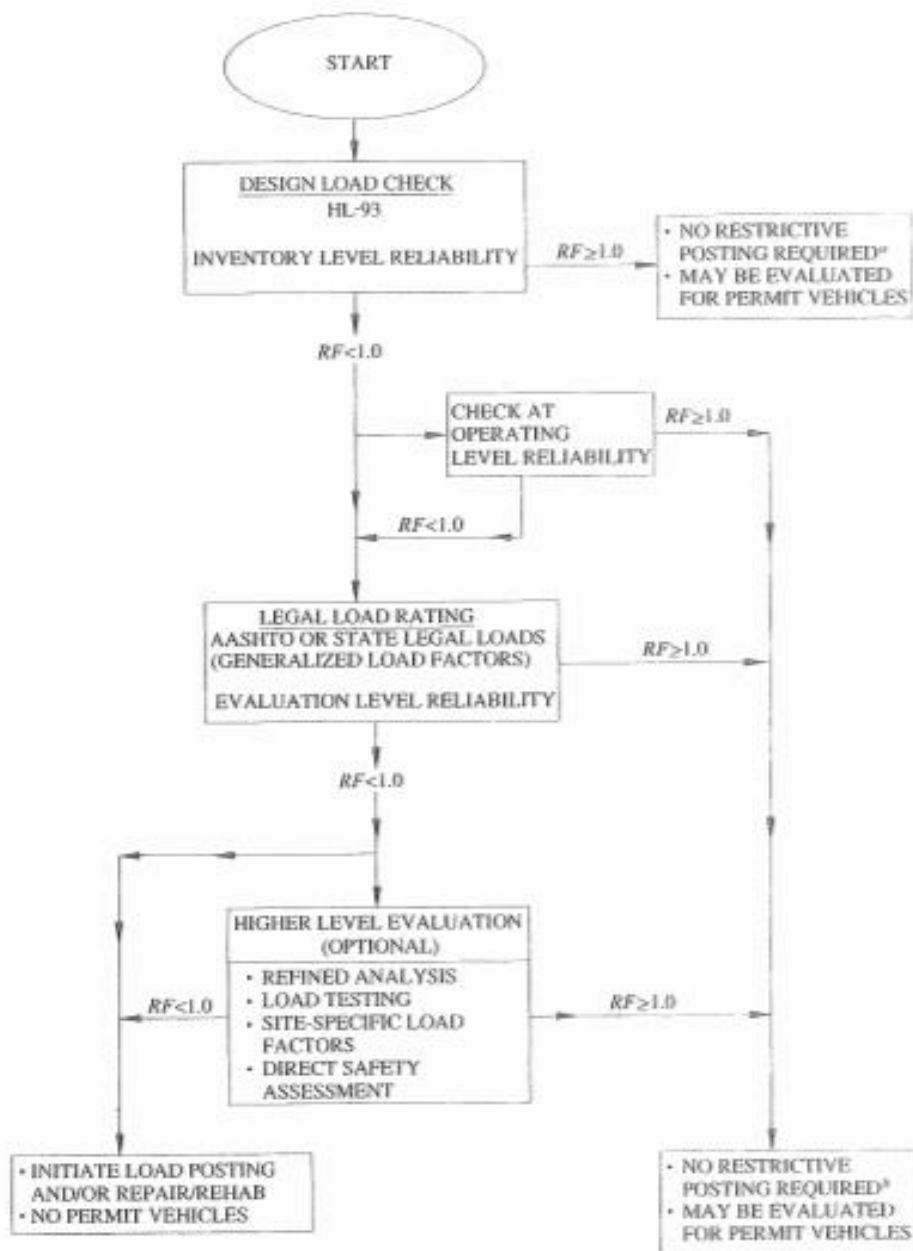 START
DESIGN LOAD CHECK
HL-93
INVENTORY LEVEL RELIABILITY
RF≥1.0
• NO RESTRICTIVE
POSTING REQUIREDᵃ
• MAY BE EVALUATED
FOR PERMIT VEHICLES
RF<1.0
CHECK AT
OPERATING
LEVEL RELIABILITY
RF≥1.0
RF<1.0
LEGAL LOAD RATING
AASHTO OR STATE LEGAL LOADS
(GENERALIZED LOAD FACTORS)
EVALUATION LEVEL RELIABILITY
RF≥1.0
RF<1.0
HIGHER LEVEL EVALUATION
(OPTIONAL)
• REFINED ANALYSIS
• LOAD TESTING
• SITE-SPECIFIC LOAD
FACTORS
• DIRECT SAFETY
ASSESSMENT
RF<1.0
RF≥1.0
• INITIATE LOAD POSTING
AND/OR REPAIR/REHAB
• NO PERMIT VEHICLES
• NO RESTRICTIVE
POSTING REQUIREDᵇ
• MAY BE EVALUATED
FOR PERMIT VEHICLES